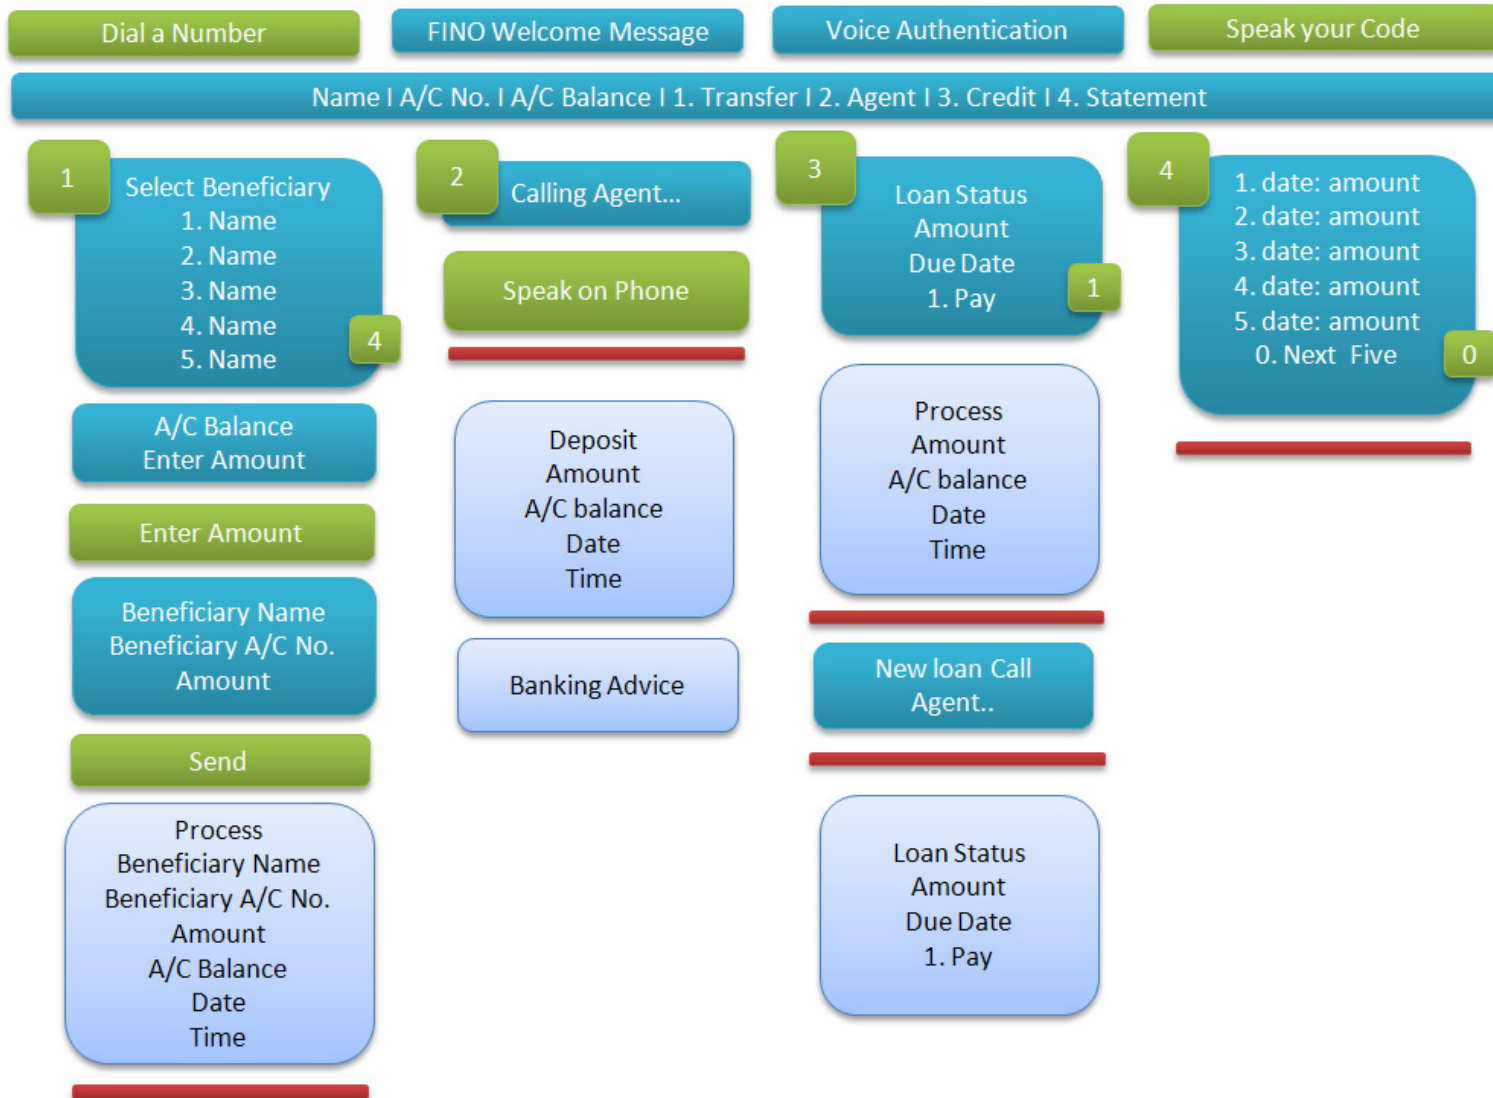 Dial a Number
FINO Welcome Message
Voice Authentication
Speak your Code
Name I A/C No. I A/C Balance I 1. Transfer I 2. Agent I 3. Credit I 4. Statement
1
Select Beneficiary
1. Name
2. Name
3. Name
4. Name
5. Name
4
A/C Balance
Enter Amount
Enter Amount
Beneficiary Name
Beneficiary A/C No.
Amount
Send
Process
Beneficiary Name
Beneficiary A/C No.
Amount
A/C Balance
Date
Time
2
Calling Agent...
Speak on Phone
Deposit
Amount
A/C balance
Date
Time
Banking Advice
3
Loan Status
Amount
Due Date
1. Pay
1
Process
Amount
A/C balance
Date
Time
New loan Call
Agent..
Loan Status
Amount
Due Date
1. Pay
4
1. date: amount
2. date: amount
3. date: amount
4. date: amount
5. date: amount
0. Next Five
0